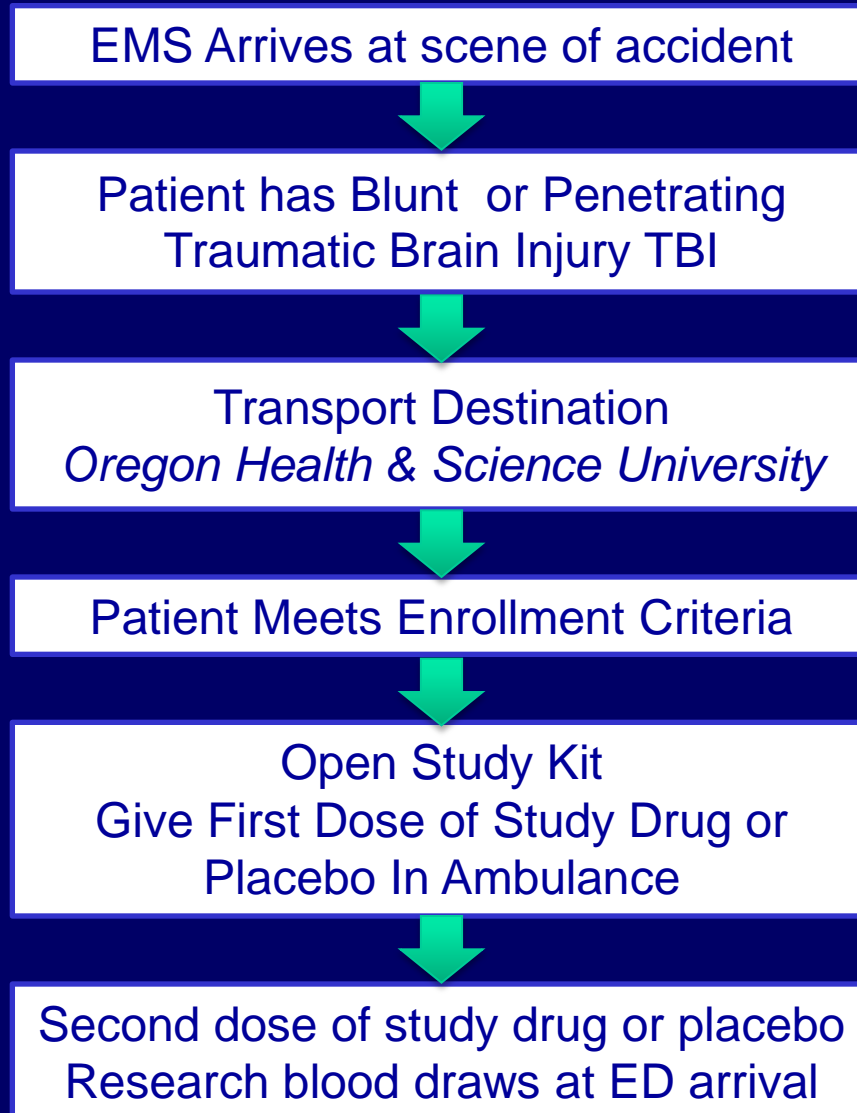 EMS Arrives at scene of accident
Patient has Blunt or Penetrating
Traumatic Brain Injury TBI
Transport Destination
Oregon Health & Science University
Patient Meets Enrollment Criteria
Open Study Kit
Give First Dose of Study Drug or
Placebo In Ambulance
Second dose of study drug or placebo
Research blood draws at ED arrival